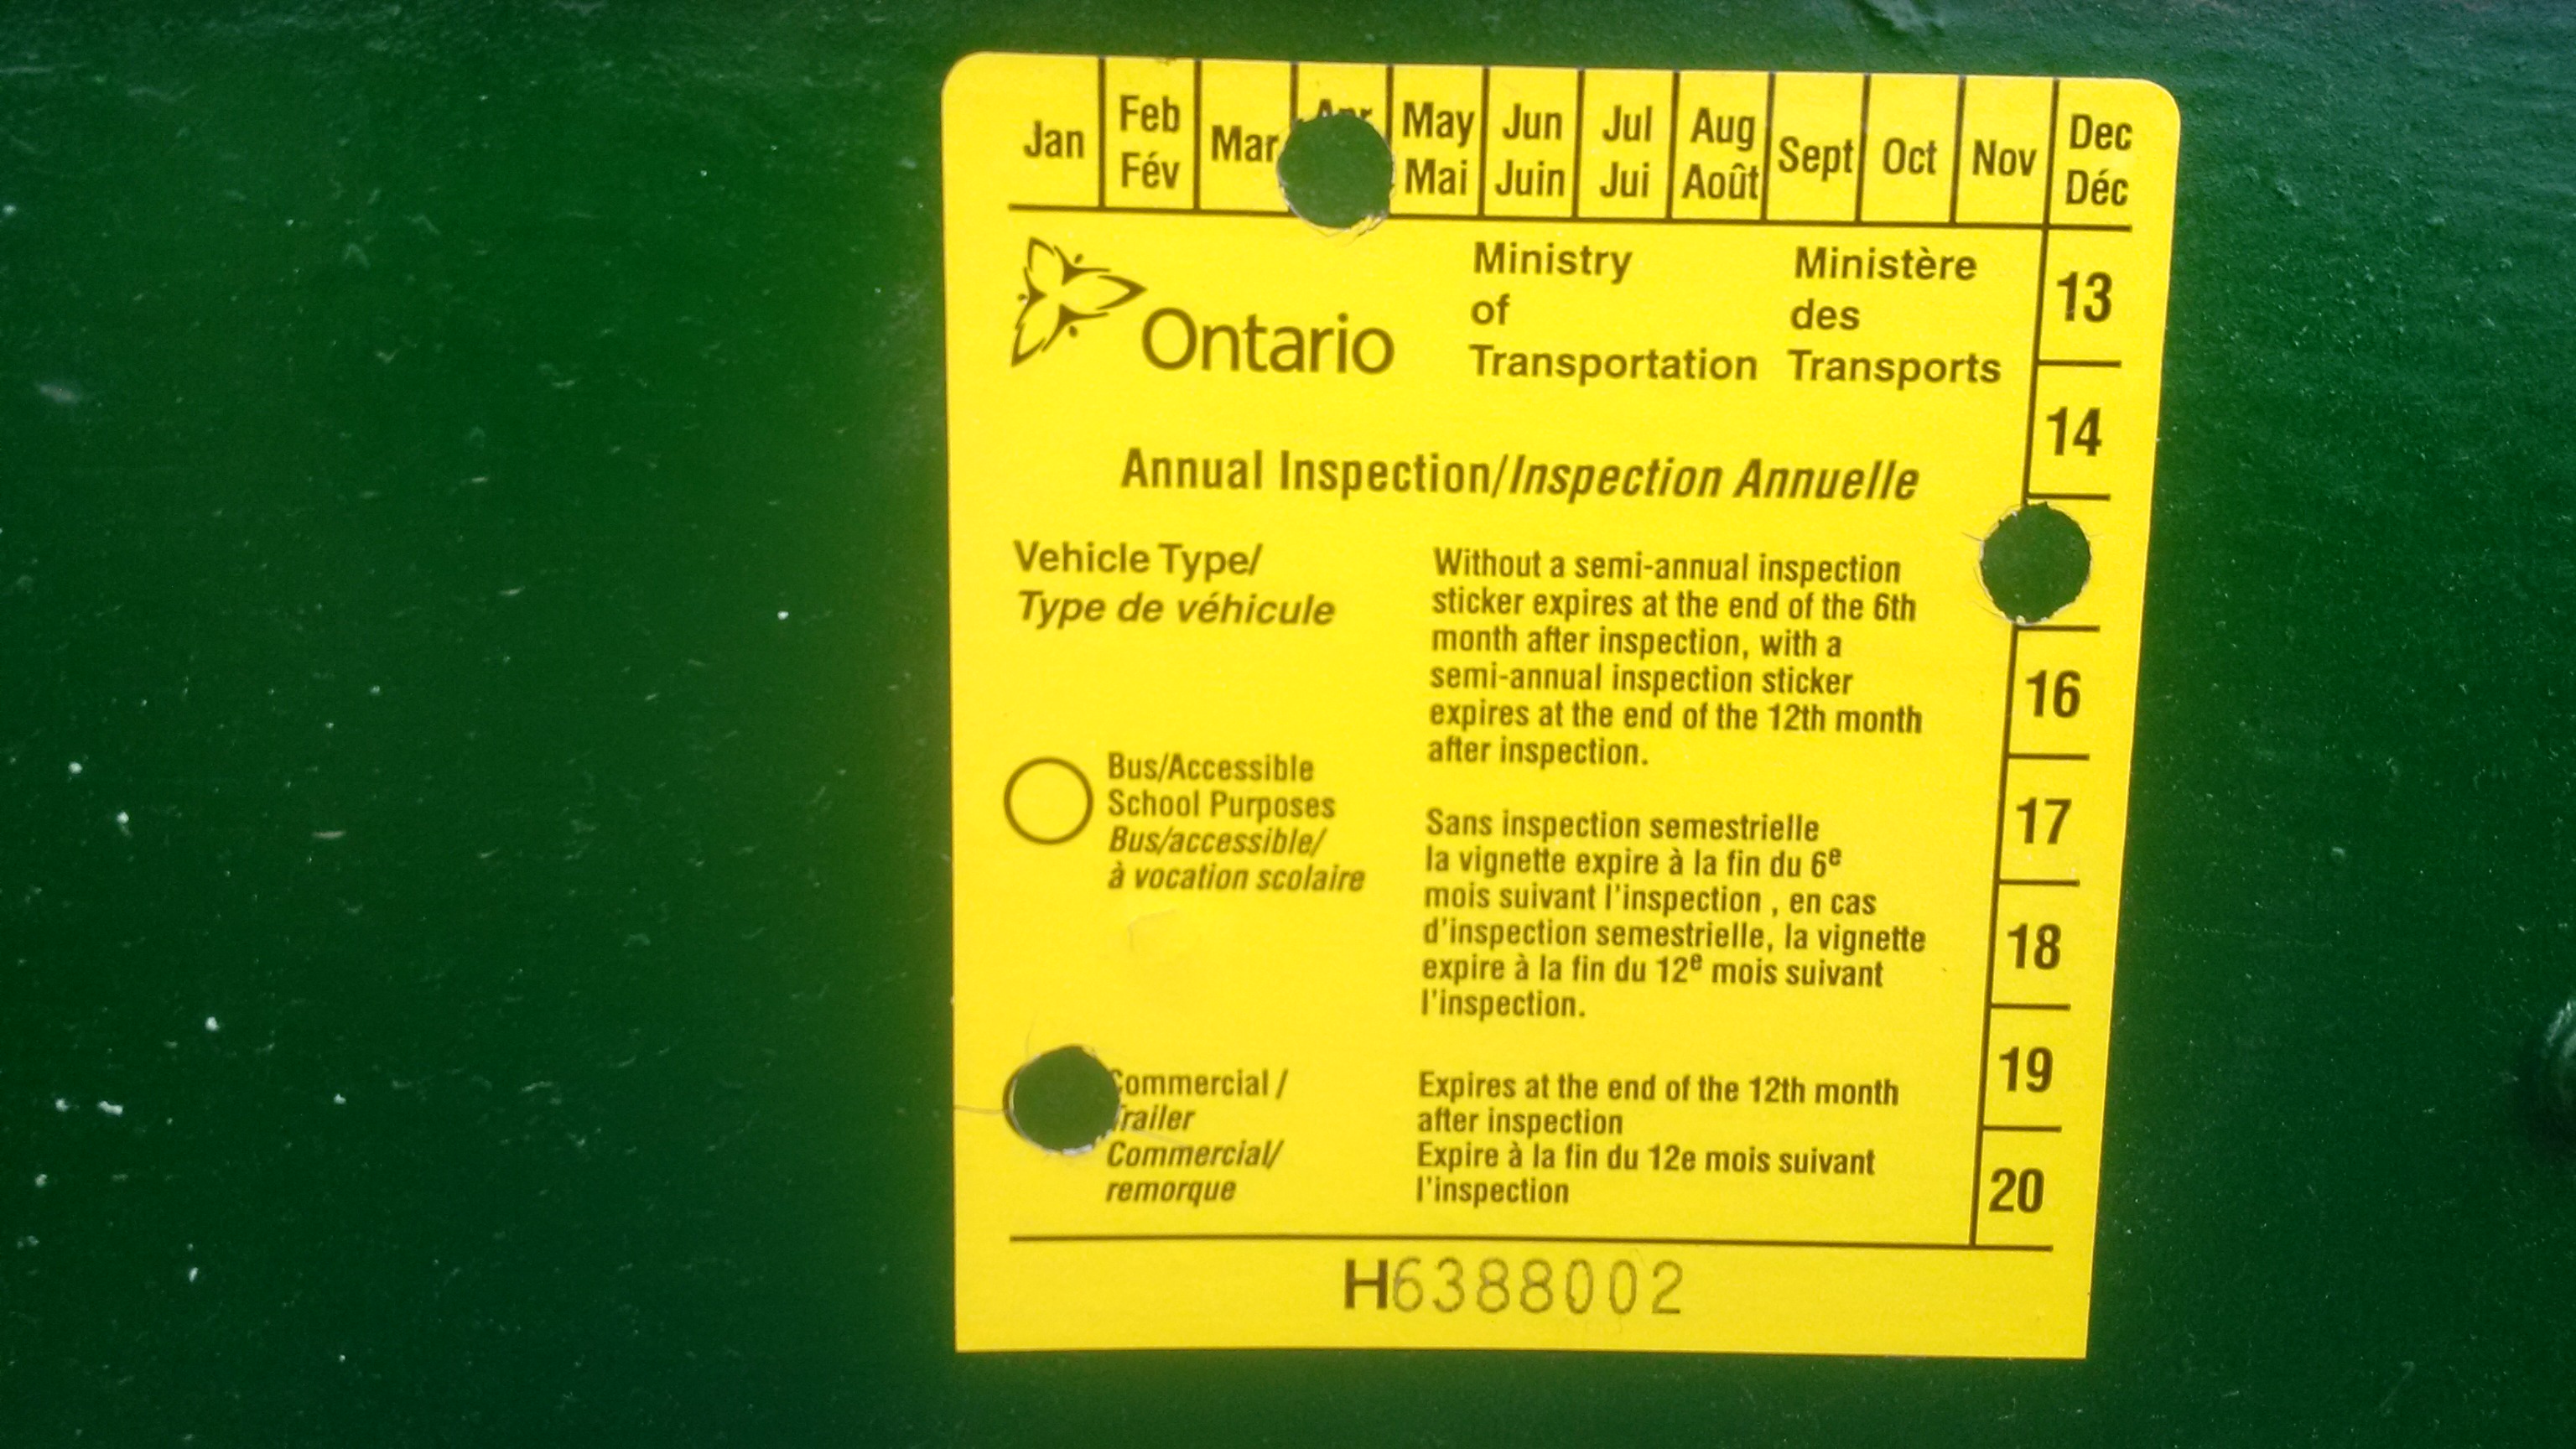 Jan Feb Fév Mar Apr May Mai Jun Juin Jul Jui Aug Août Sept Oct Nov Dec Déc
Ontario
Ministry
of
Transportation
Ministère
des
Transports
13
14
16
17
18
19
20
Annual Inspection/Inspection Annuelle
Vehicle Type/
Type de véhicule
Without a semi-annual inspection
sticker expires at the end of the 6th
month after inspection, with a
semi-annual inspection sticker
expires at the end of the 12th month
after inspection.
Bus/Accessible
School Purposes
Bus/accessible/
à vocation scolaire
Sans inspection semestrielle
la vignette expire à la fin du 6e
mois suivant l'inspection , en cas
d'inspection semestrielle, la vignette
expire à la fin du 12e mois suivant
l'inspection.
Commercial /
Trailer
Commercial/
remorque
Expires at the end of the 12th month
after inspection
Expire à la fin du 12e mois suivant
l'inspection
H6388002